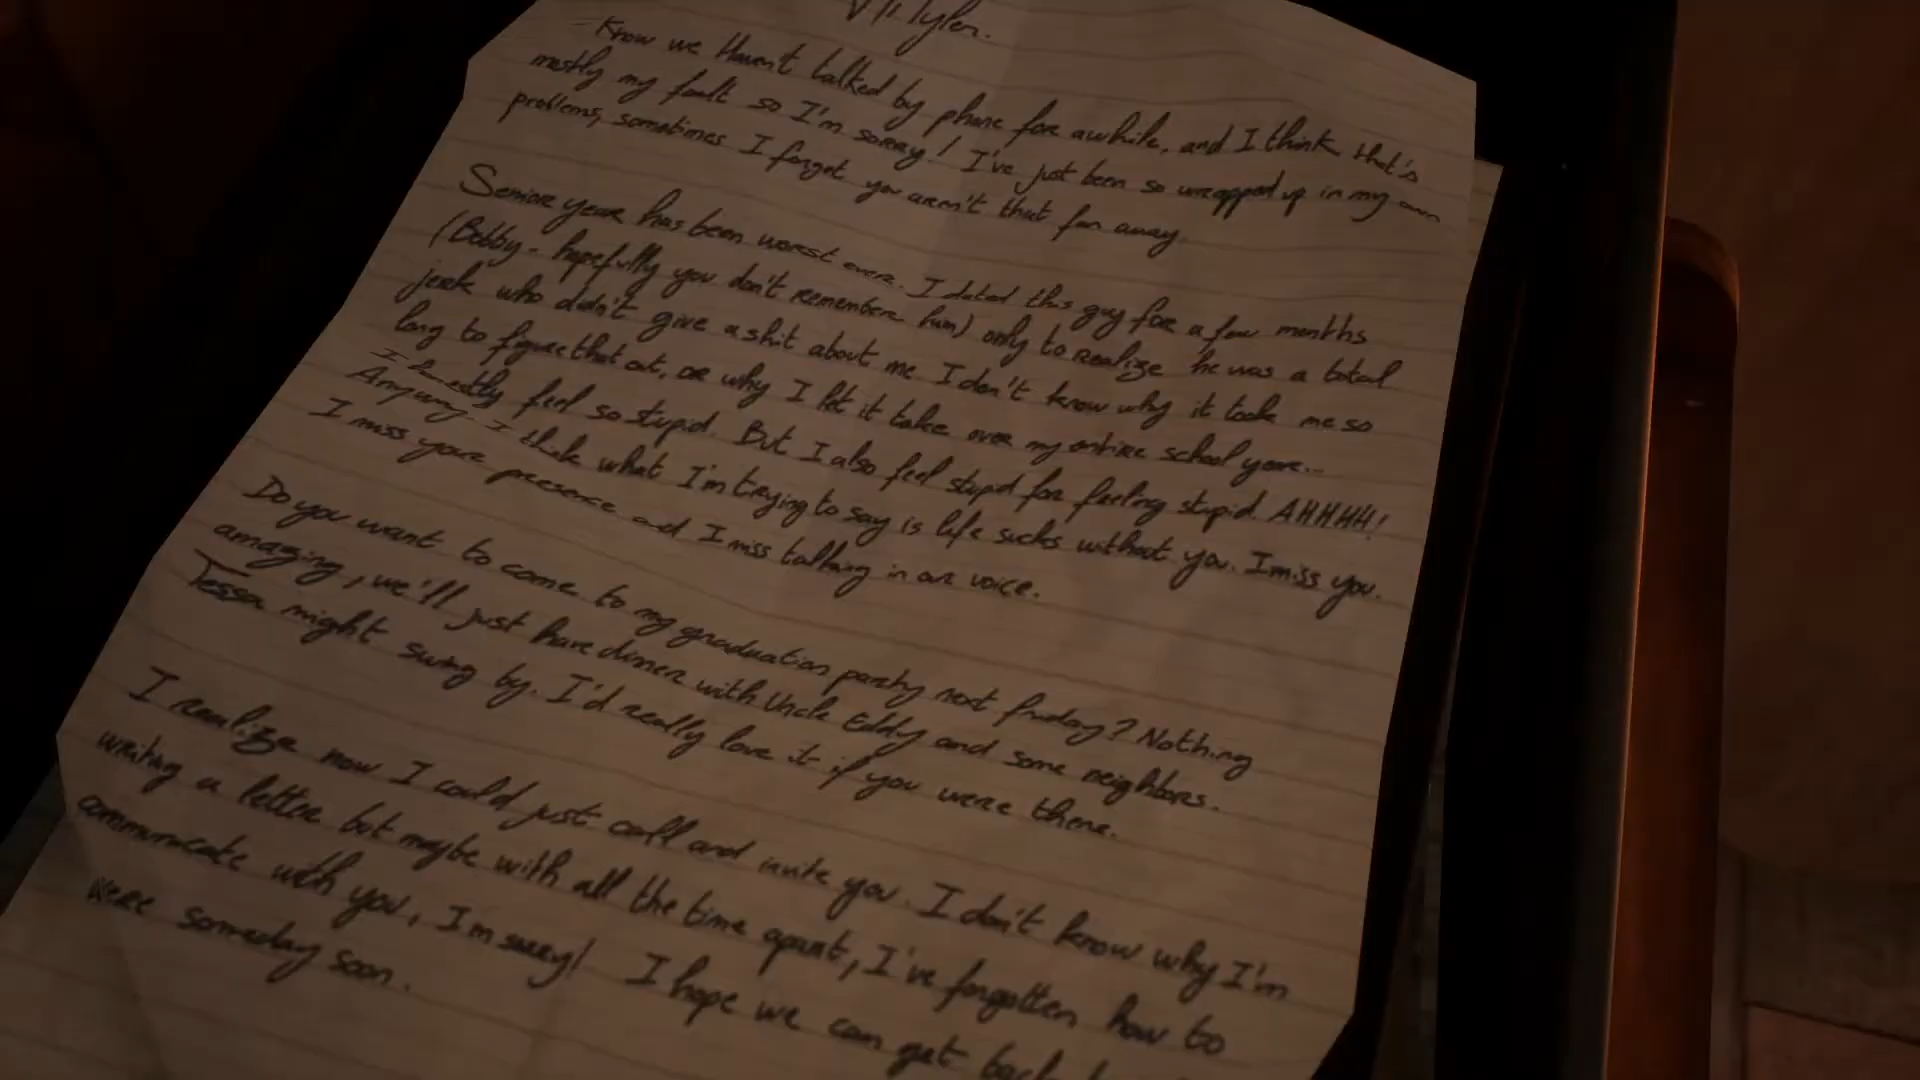 Tyler.
Know we Haven't talked by phone for awhile, and I think that's
mostly my fault so I'm sorry! I've just been so wrapped up in my own
problems, sometimes I forget you aren't that far away.
Senior year has been worst ever. I dated this guy for a few months
(Bobby - hopefully you don't remember him) only to realize he was a total
jerk who didn't give a shit about me I don't know why it took me so
long to figure that out, or why I let it take over my entire school year...
I honestly feel so stupid. But I also feel stupid for feeling stupid. AHHHH!
Anyway I think what I'm trying to say is life sucks without you. I miss you.
I miss your presence and I miss talking in our voice.
Do you want to come to my graduation party next friday? Nothing
amazing, we'll just have dinner with Uncle Eddy and some neighbors.
Tessa might swing by. I'd really love it if you were there.
I realize now I could just call and invite you. I don't know why I'm
writing a letter but maybe with all the time apart, I've forgotten how to
communicate with you, I'm sorry! I hope we can get back
were someday soon.